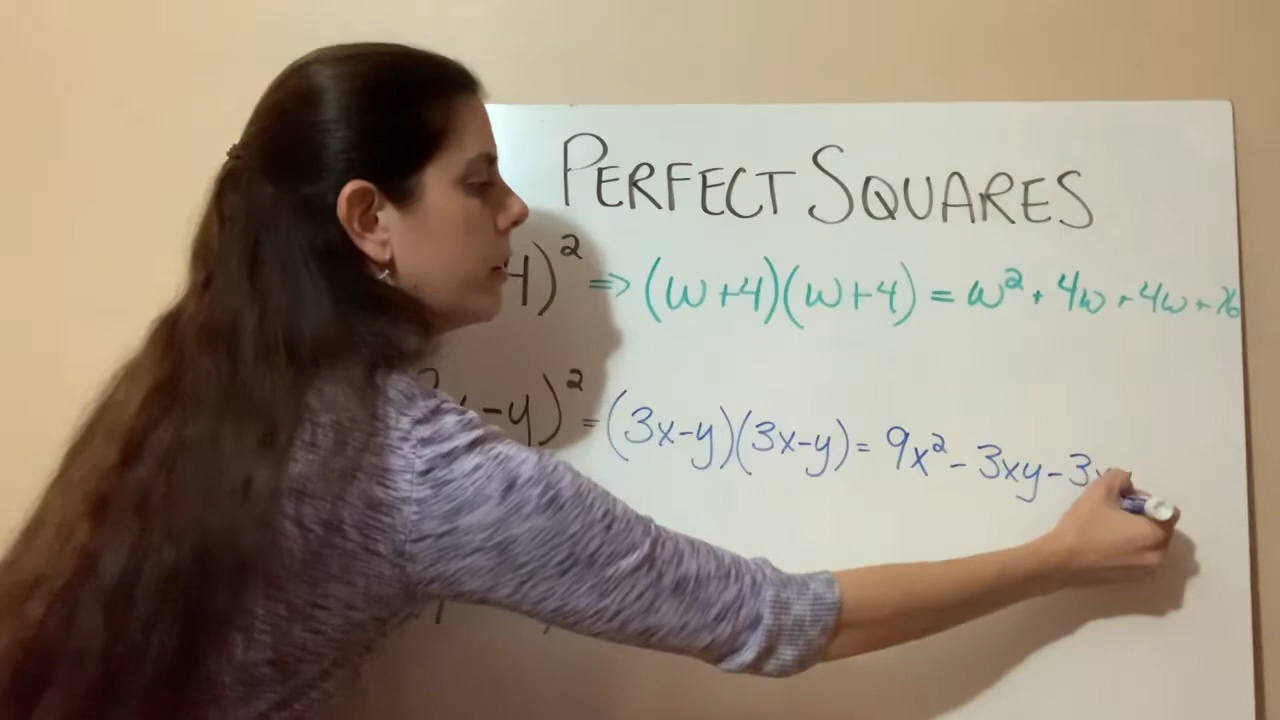 PERFECT SQUARES
4)² => (w+4)(w+4) = w² + 4w + 4w + 16
-y)² = (3x-y)(3x-y) = 9x² - 3xy - 3x